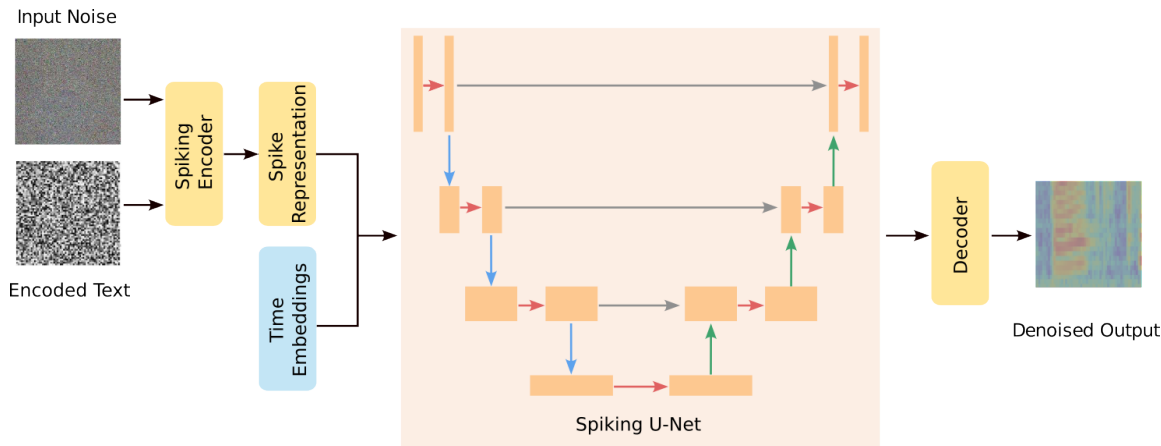 Input Noise
Encoded Text
Spiking
Encoder
Spike
Representation
Time
Embeddings
Spiking U-Net
Decoder
Denoised Output